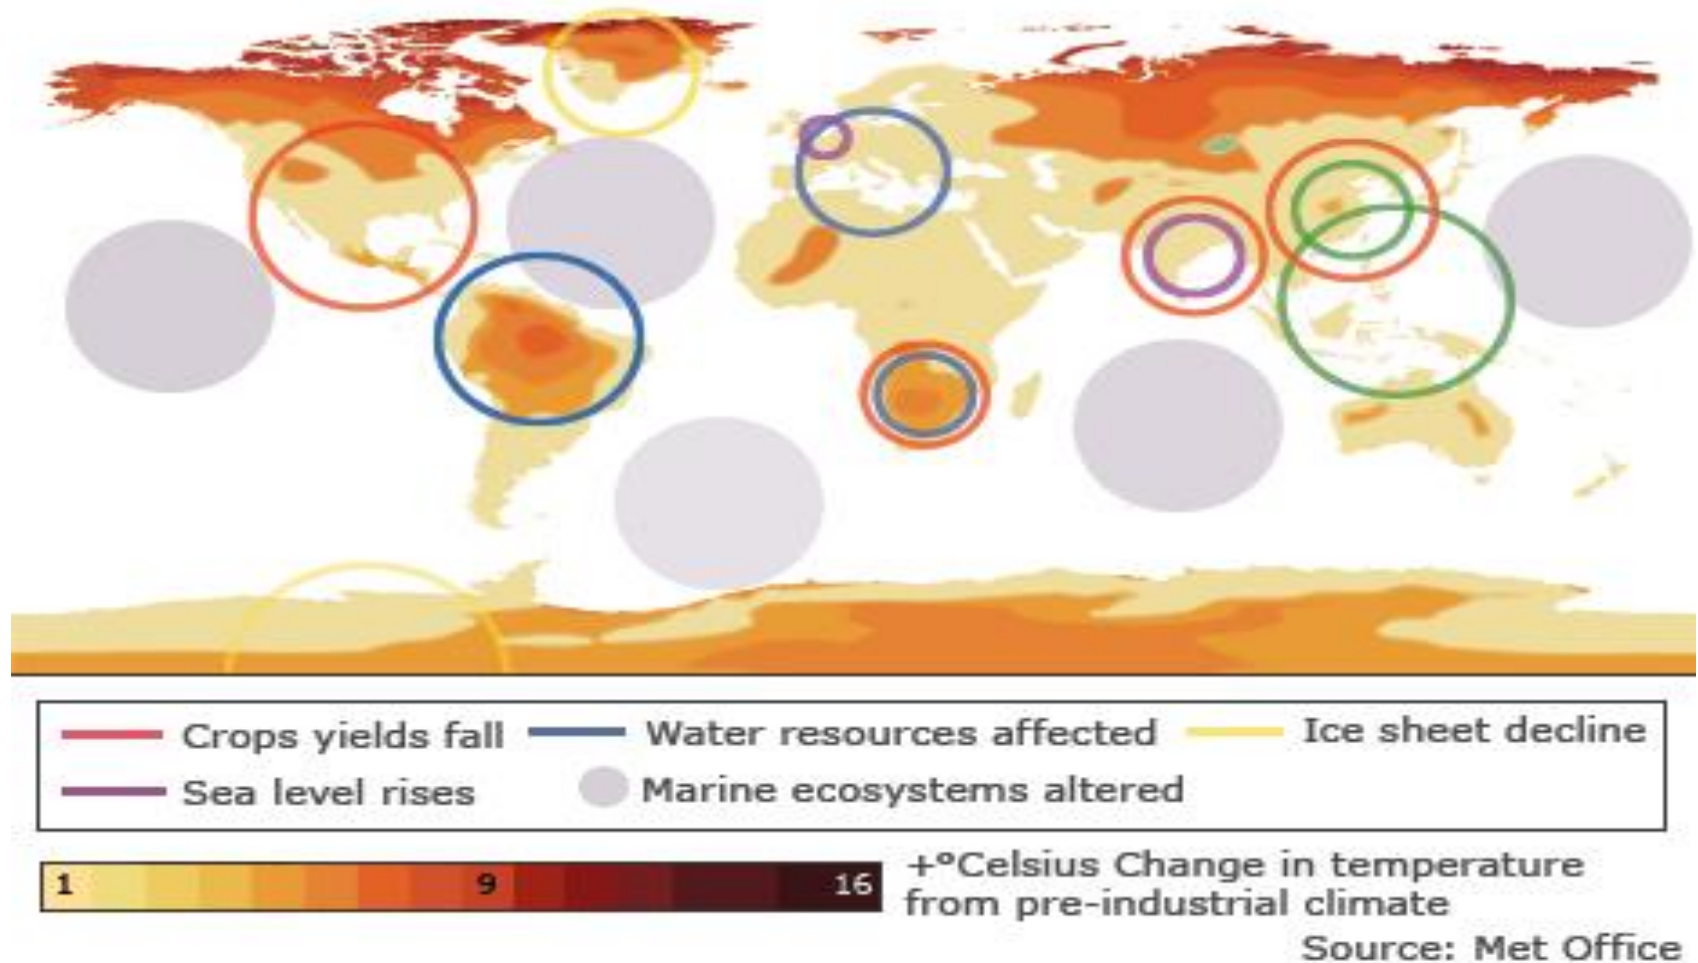 Crops yields fall
Water resources affected
Ice sheet decline
Sea level rises
Marine ecosystems altered
1 9 16
+°Celsius Change in temperature
from pre-industrial climate
Source: Met Office